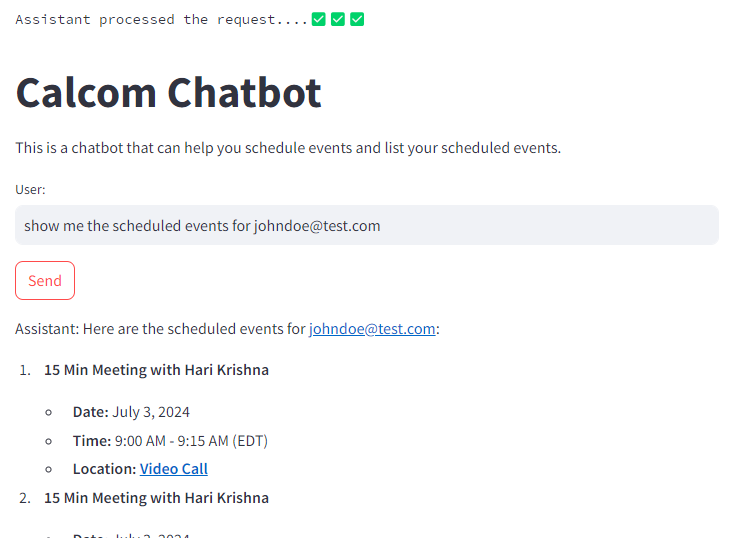 Assistant processed the request....✅✅✅
Calcom Chatbot
This is a chatbot that can help you schedule events and list your scheduled events.
User:
show me the scheduled events for johndoe@test.com
Send
Assistant: Here are the scheduled events for johndoe@test.com:
1. 15 Min Meeting with Hari Krishna
Date: July 3, 2024
Time: 9:00 AM - 9:15 AM (EDT)
Location: Video Call
2. 15 Min Meeting with Hari Krishna